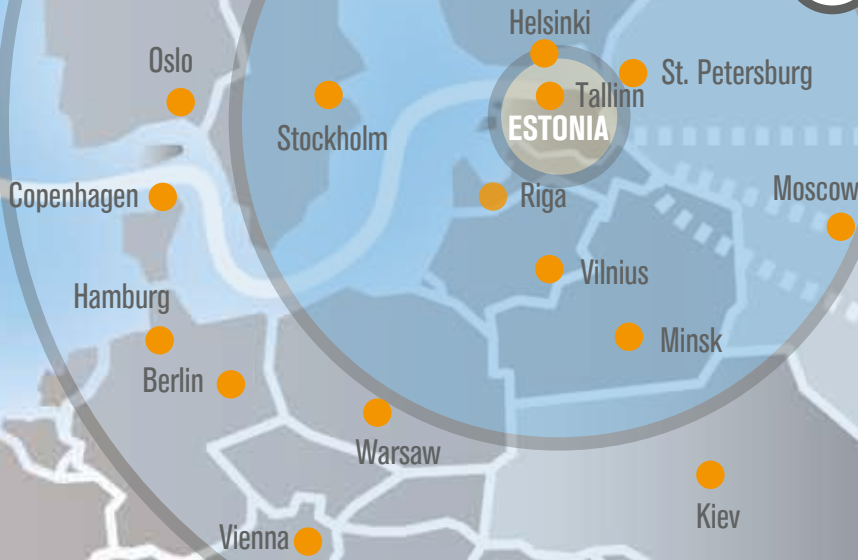 Helsinki
Oslo
St. Petersburg
Tallinn
ESTONIA
Stockholm
Copenhagen
Riga
Moscow
Vilnius
Hamburg
Minsk
Berlin
Warsaw
Kiev
Vienna